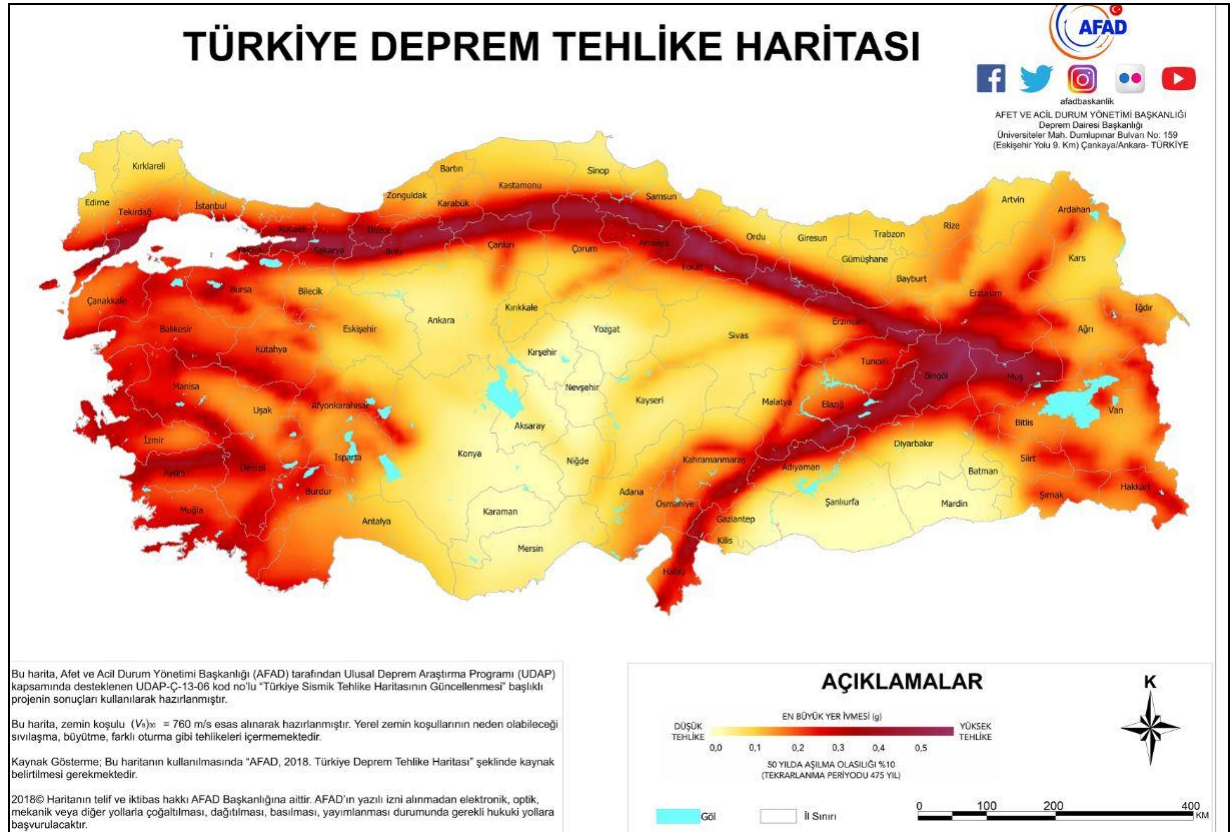 TÜRKİYE DEPREM TEHLİKE HARİTASI
AFAD
afadbaskanlik
AFET VE ACİL DURUM YÖNETİMİ BAŞKANLIĞI
Deprem Dairesi Başkanlığı
Üniversiteler Mah. Dumlupınar Bulvarı No: 159
(Eskişehir Yolu 9. Km) Çankaya/Ankara- TÜRKİYE
Kırklareli
Edirne
Tekirdağ
İstanbul
Kocaeli
Sakarya
Düzce
Bolu
Zonguldak
Bartın
Karabük
Kastamonu
Sinop
Samsun
Çankırı
Çorum
Amasya
Tokat
Ordu
Giresun
Trabzon
Gümüşhane
Bayburt
Rize
Artvin
Ardahan
Kars
Erzurum
Erzincan
Iğdır
Ağrı
Çanakkale
Bursa
Bilecik
Balıkesir
Kütahya
Eskişehir
Ankara
Kırıkkale
Yozgat
Sivas
Kırşehir
Nevşehir
Kayseri
Tunceli
Bingöl
Muş
Malatya
Elazığ
Van
Bitlis
Manisa
Uşak
Afyonkarahisar
Aksaray
İzmir
Aydın
Denizli
Isparta
Konya
Niğde
Kahramanmaraş
Adıyaman
Diyarbakır
Batman
Siirt
Burdur
Muğla
Antalya
Karaman
Mersin
Adana
Osmaniye
Gaziantep
Kilis
Hatay
Şanlıurfa
Mardin
Şırnak
Hakkari
Bu harita, Afet ve Acil Durum Yönetimi Başkanlığı (AFAD) tarafından Ulusal Deprem Araştırma Programı (UDAP)
kapsamında desteklenen UDAP-Ç-13-06 kod no'lu "Türkiye Sismik Tehlike Haritasının Güncellenmesi" başlıklı
projenin sonuçları kullanılarak hazırlanmıştır.
Bu harita, zemin koşulu (Vs)30 = 760 m/s esas alınarak hazırlanmıştır. Yerel zemin koşullarının neden olabileceği
sıvılaşma, büyütme, farklı oturma gibi tehlikeleri içermemektedir.
Kaynak Gösterme; Bu haritanın kullanılmasında "AFAD, 2018. Türkiye Deprem Tehlike Haritası" şeklinde kaynak
belirtilmesi gerekmektedir.
2018© Haritanın telif ve iktibas hakkı AFAD Başkanlığına aittir. AFAD'ın yazılı izni alınmadan elektronik, optik,
mekanik veya diğer yollarla çoğaltılması, dağıtılması, basılması, yayımlanması durumunda gerekli hukuki yollara
başvurulacaktır.
AÇIKLAMALAR
EN BÜYÜK YER İVMESİ (g)
DÜŞÜK TEHLİKE
YÜKSEK TEHLİKE
0,0 0,1 0,2 0,3 0,4 0,5
50 YILDA AŞILMA OLASILIĞI %10
(TEKRARLANMA PERİYODU 475 YIL)
Göl
İl Sınırı
K
0 100 200 400
KM